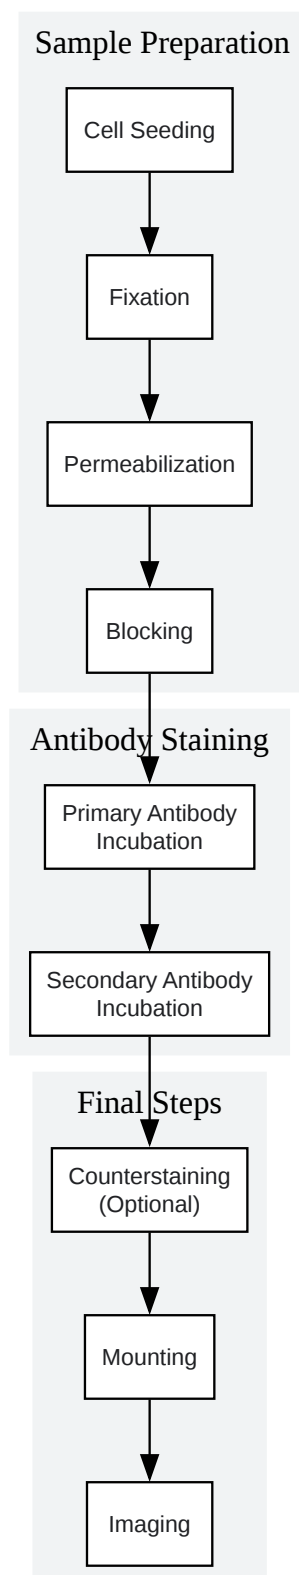 Sample Preparation
Cell Seeding
Fixation
Permeabilization
Blocking
Antibody Staining
Primary Antibody
Incubation
Secondary Antibody
Incubation
Final Steps
Counterstaining
(Optional)
Mounting
Imaging